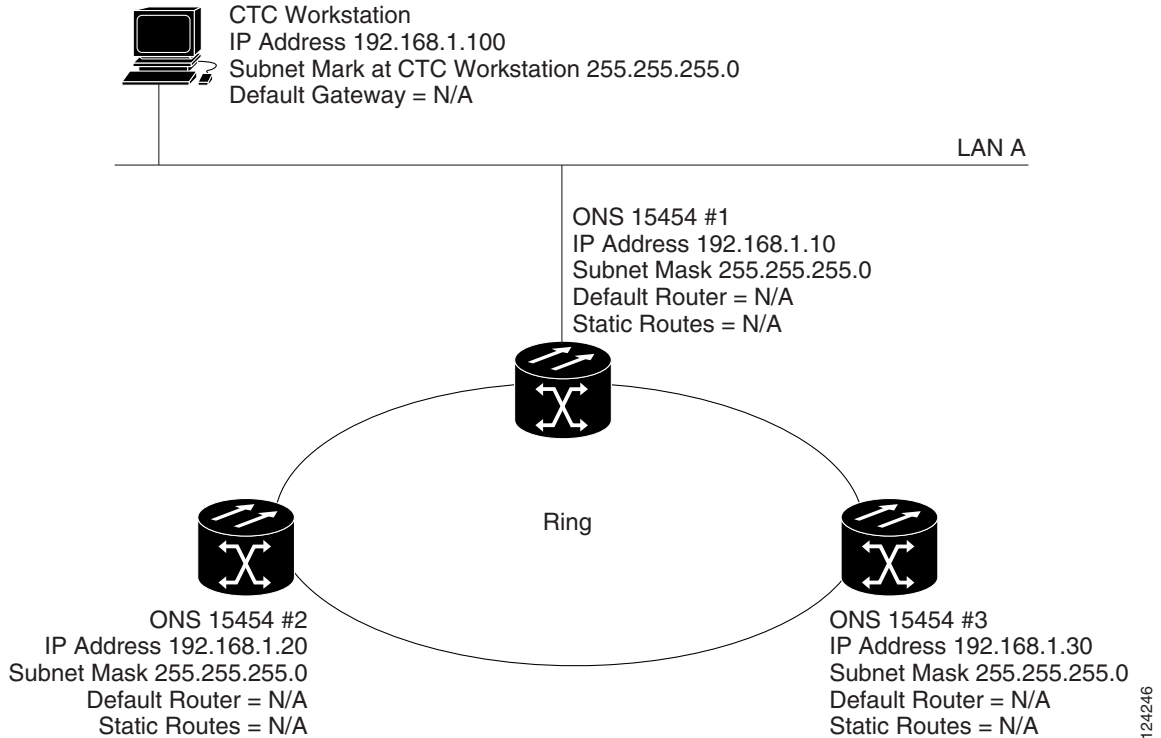 CTC Workstation
IP Address 192.168.1.100
Subnet Mark at CTC Workstation 255.255.255.0
Default Gateway = N/A
LAN A
ONS 15454 #1
IP Address 192.168.1.10
Subnet Mask 255.255.255.0
Default Router = N/A
Static Routes = N/A
Ring
ONS 15454 #2
IP Address 192.168.1.20
Subnet Mask 255.255.255.0
Default Router = N/A
Static Routes = N/A
ONS 15454 #3
IP Address 192.168.1.30
Subnet Mask 255.255.255.0
Default Router = N/A
Static Routes = N/A
124246